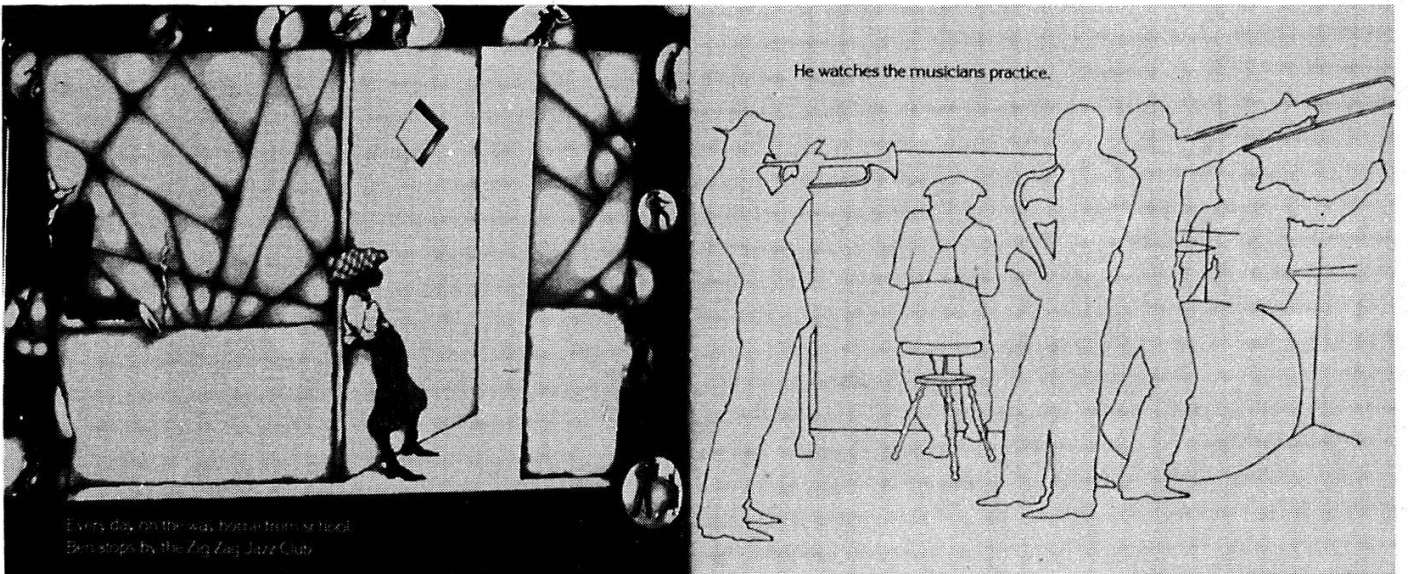 Every day, on the way home from school
Ben stops by the Zig Zag Jazz Club
He watches the musicians practice.